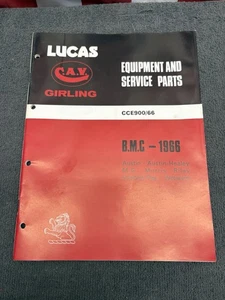 LUCAS
C.A.V.
GIRLING
EQUIPMENT AND
SERVICE PARTS
CCE900/66
B.M.C - 1966